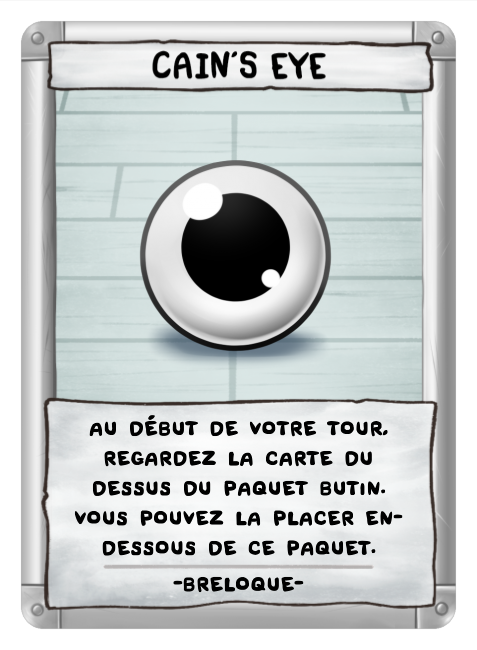 CAIN'S EYE
AU DÉBUT DE VOTRE TOUR,
REGARDEZ LA CARTE DU
DESSUS DU PAQUET BUTIN.
VOUS POUVEZ LA PLACER EN-
DESSOUS DE CE PAQUET.
-BRELOQUE-